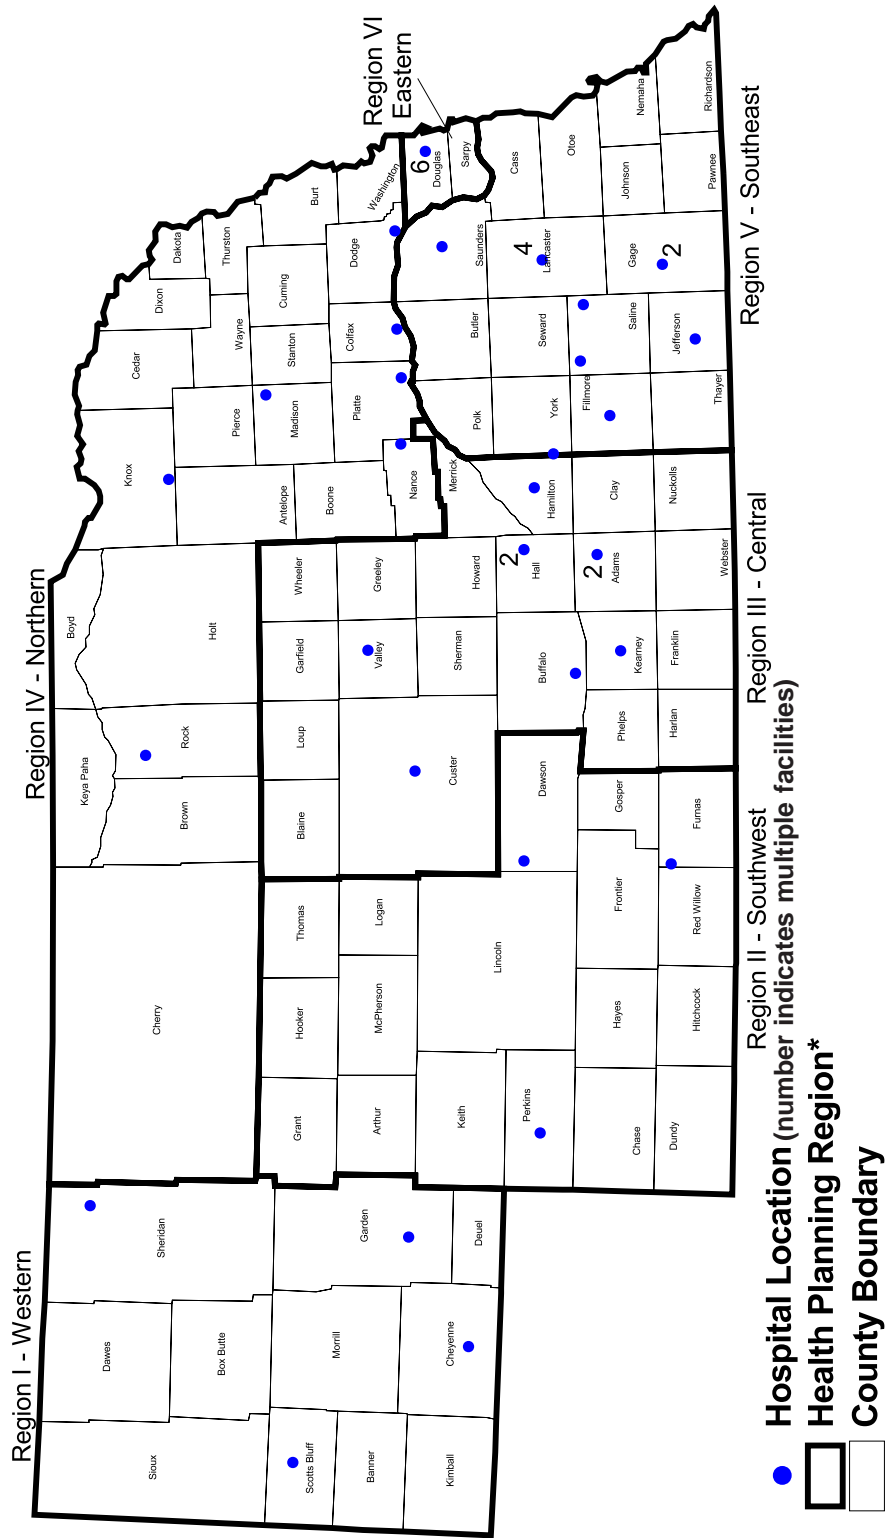 Region I - Western
Region IV - Northern
Region VI
Eastern
Sioux
Dawes
Box Butte
Sheridan
Scotts Bluff
Banner
Kimball
Morrill
Cheyenne
Garden
Deuel
Cherry
Keya Paha
Boyd
Brown
Rock
Holt
Knox
Cedar
Dixon
Dakota
Antelope
Pierce
Wayne
Thurston
Boone
Madison
Stanton
Cuming
Burt
Nance
Platte
Colfax
Dodge
Washington
Grant
Hooker
Thomas
Blaine
Loup
Garfield
Wheeler
Arthur
McPherson
Logan
Custer
Valley
Greeley
Sherman
Howard
Merrick
Polk
Butler
Saunders
6
Douglas
Sarpy
Keith
Lincoln
Perkins
Dawson
Buffalo
2
Hall
Hamilton
York
Seward
4
Lancaster
Cass
Otoe
Chase
Hayes
Frontier
Gosper
Phelps
Kearney
2
Adams
Clay
Fillmore
Saline
Gage
2
Johnson
Nemaha
Dundy
Hitchcock
Red Willow
Furnas
Harlan
Franklin
Webster
Nuckolls
Thayer
Jefferson
Pawnee
Richardson
Region II - Southwest
Region III - Central
Region V - Southeast
Hospital Location (number indicates multiple facilities)
Health Planning Region*
County Boundary